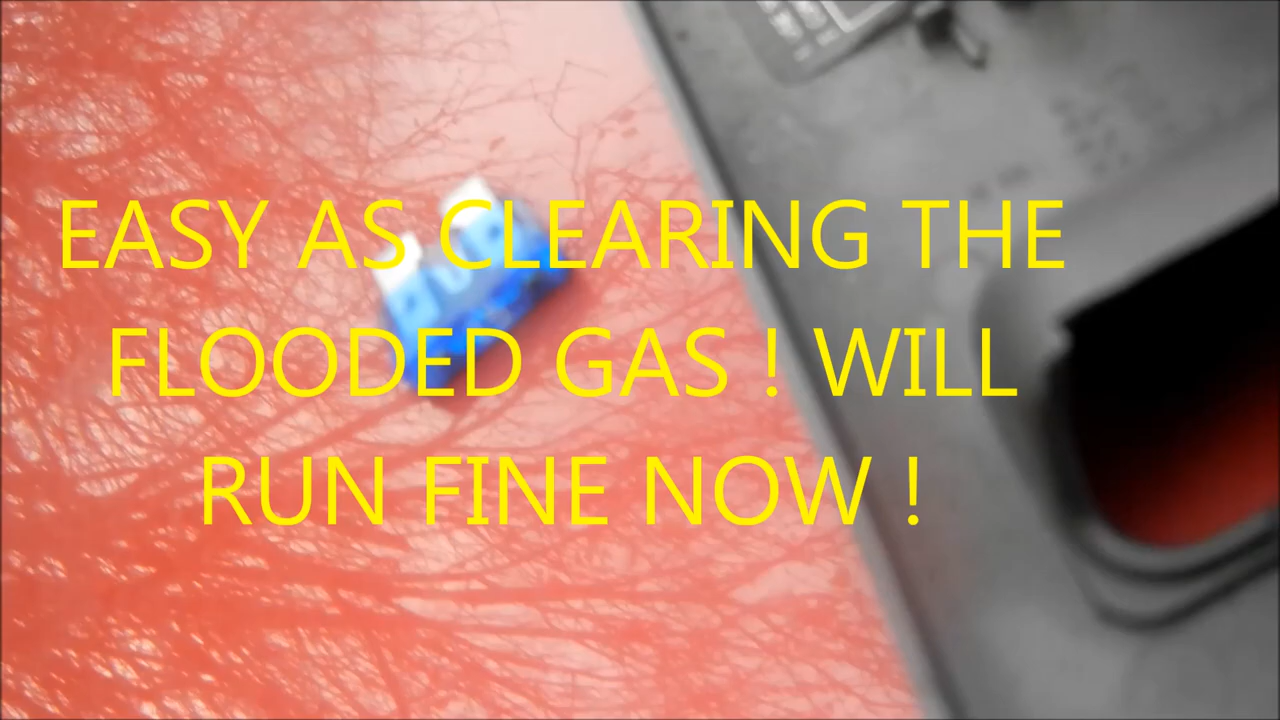 EASY AS CLEARING THE
FLOODED GAS ! WILL
RUN FINE NOW !